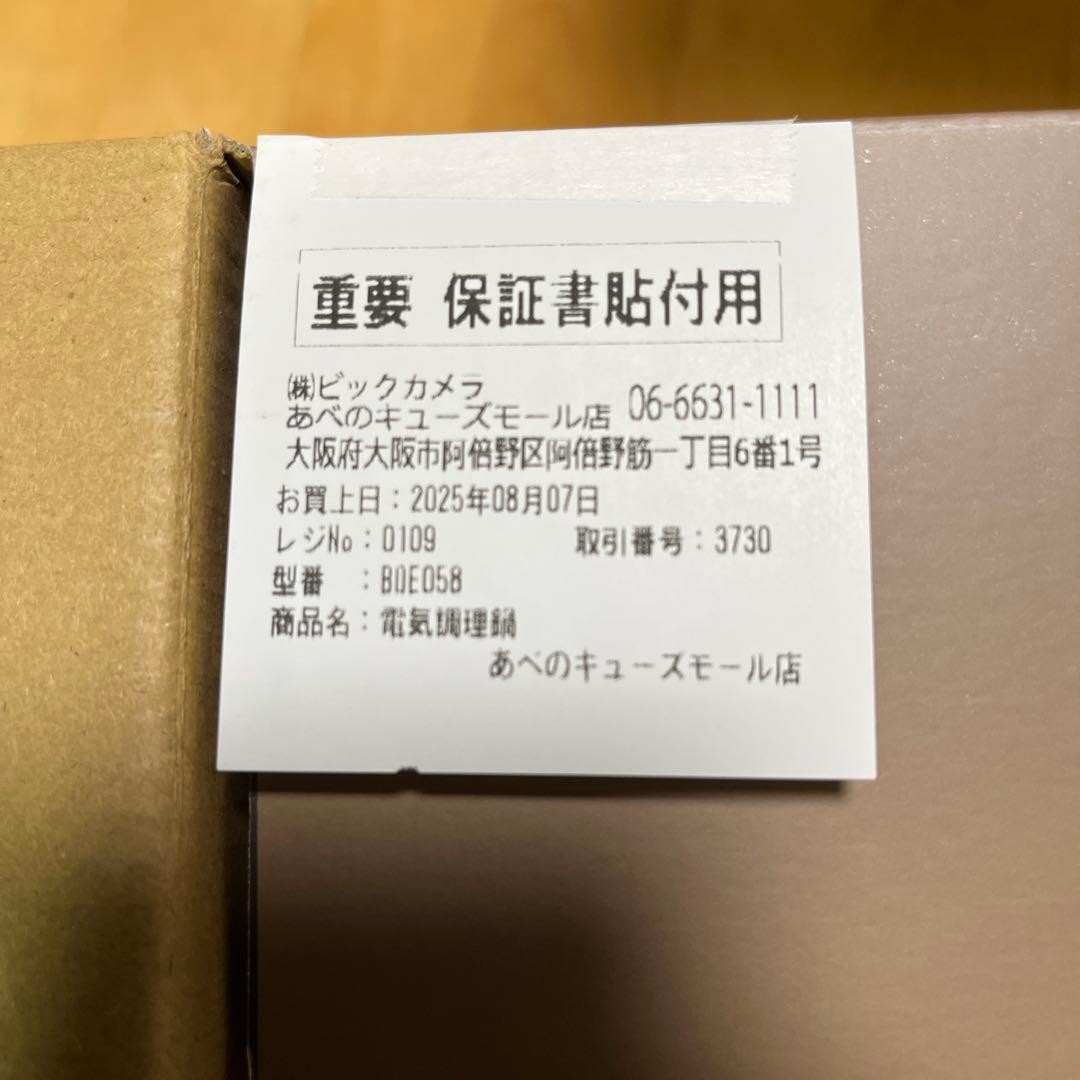 重要 保証書貼付用
㈱ビックカメラ
あべのキューズモール店 06-6631-1111
大阪府大阪市阿倍野区阿倍野筋一丁目6番1号
お買上日：2025年08月07日
レジNo：0109 取引番号：3730
型番 ：BOE058
商品名：電気調理鍋
あべのキューズモール店